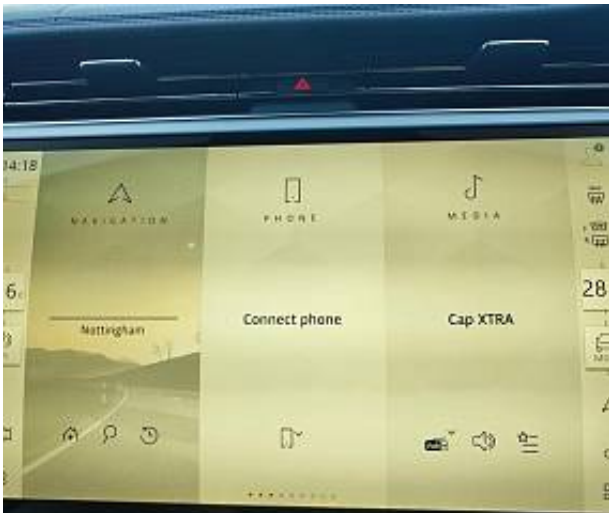 14:18
NAVIGATION
PHONE
MEDIA
28
Nottingham
Connect phone
Cap XTRA